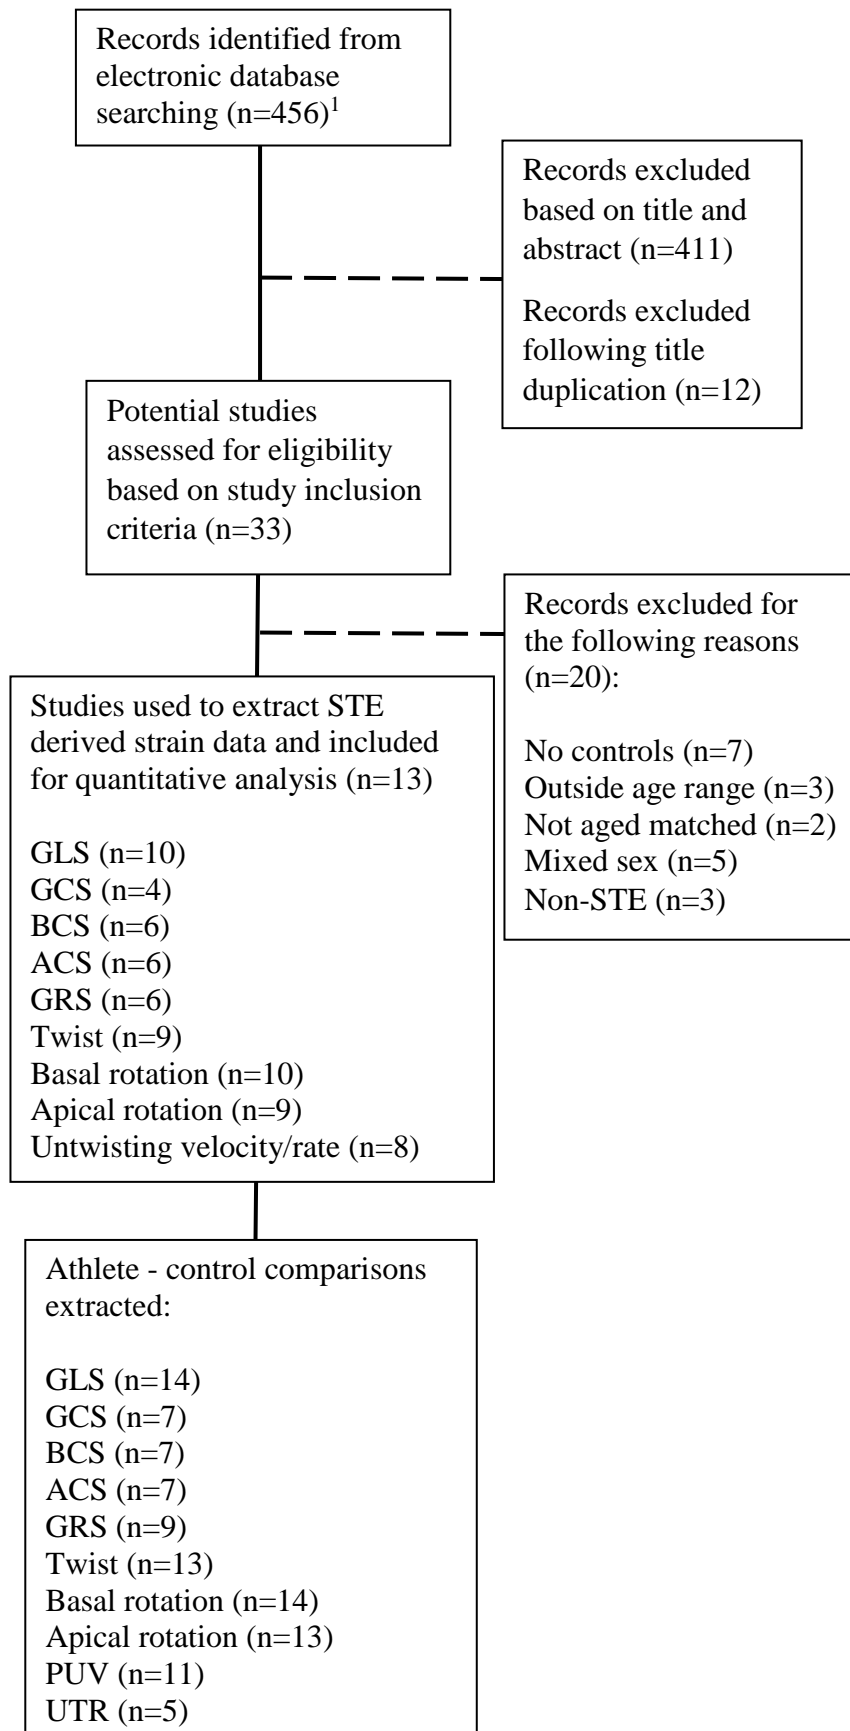 Records identified from
electronic database
searching (n=456)¹
Records excluded
based on title and
abstract (n=411)
Records excluded
following title
duplication (n=12)
Potential studies
assessed for eligibility
based on study inclusion
criteria (n=33)
Records excluded for
the following reasons
(n=20):
No controls (n=7)
Outside age range (n=3)
Not aged matched (n=2)
Mixed sex (n=5)
Non-STE (n=3)
Studies used to extract STE
derived strain data and included
for quantitative analysis (n=13)
GLS (n=10)
GCS (n=4)
BCS (n=6)
ACS (n=6)
GRS (n=6)
Twist (n=9)
Basal rotation (n=10)
Apical rotation (n=9)
Untwisting velocity/rate (n=8)
Athlete - control comparisons
extracted:
GLS (n=14)
GCS (n=7)
BCS (n=7)
ACS (n=7)
GRS (n=9)
Twist (n=13)
Basal rotation (n=14)
Apical rotation (n=13)
PUV (n=11)
UTR (n=5)